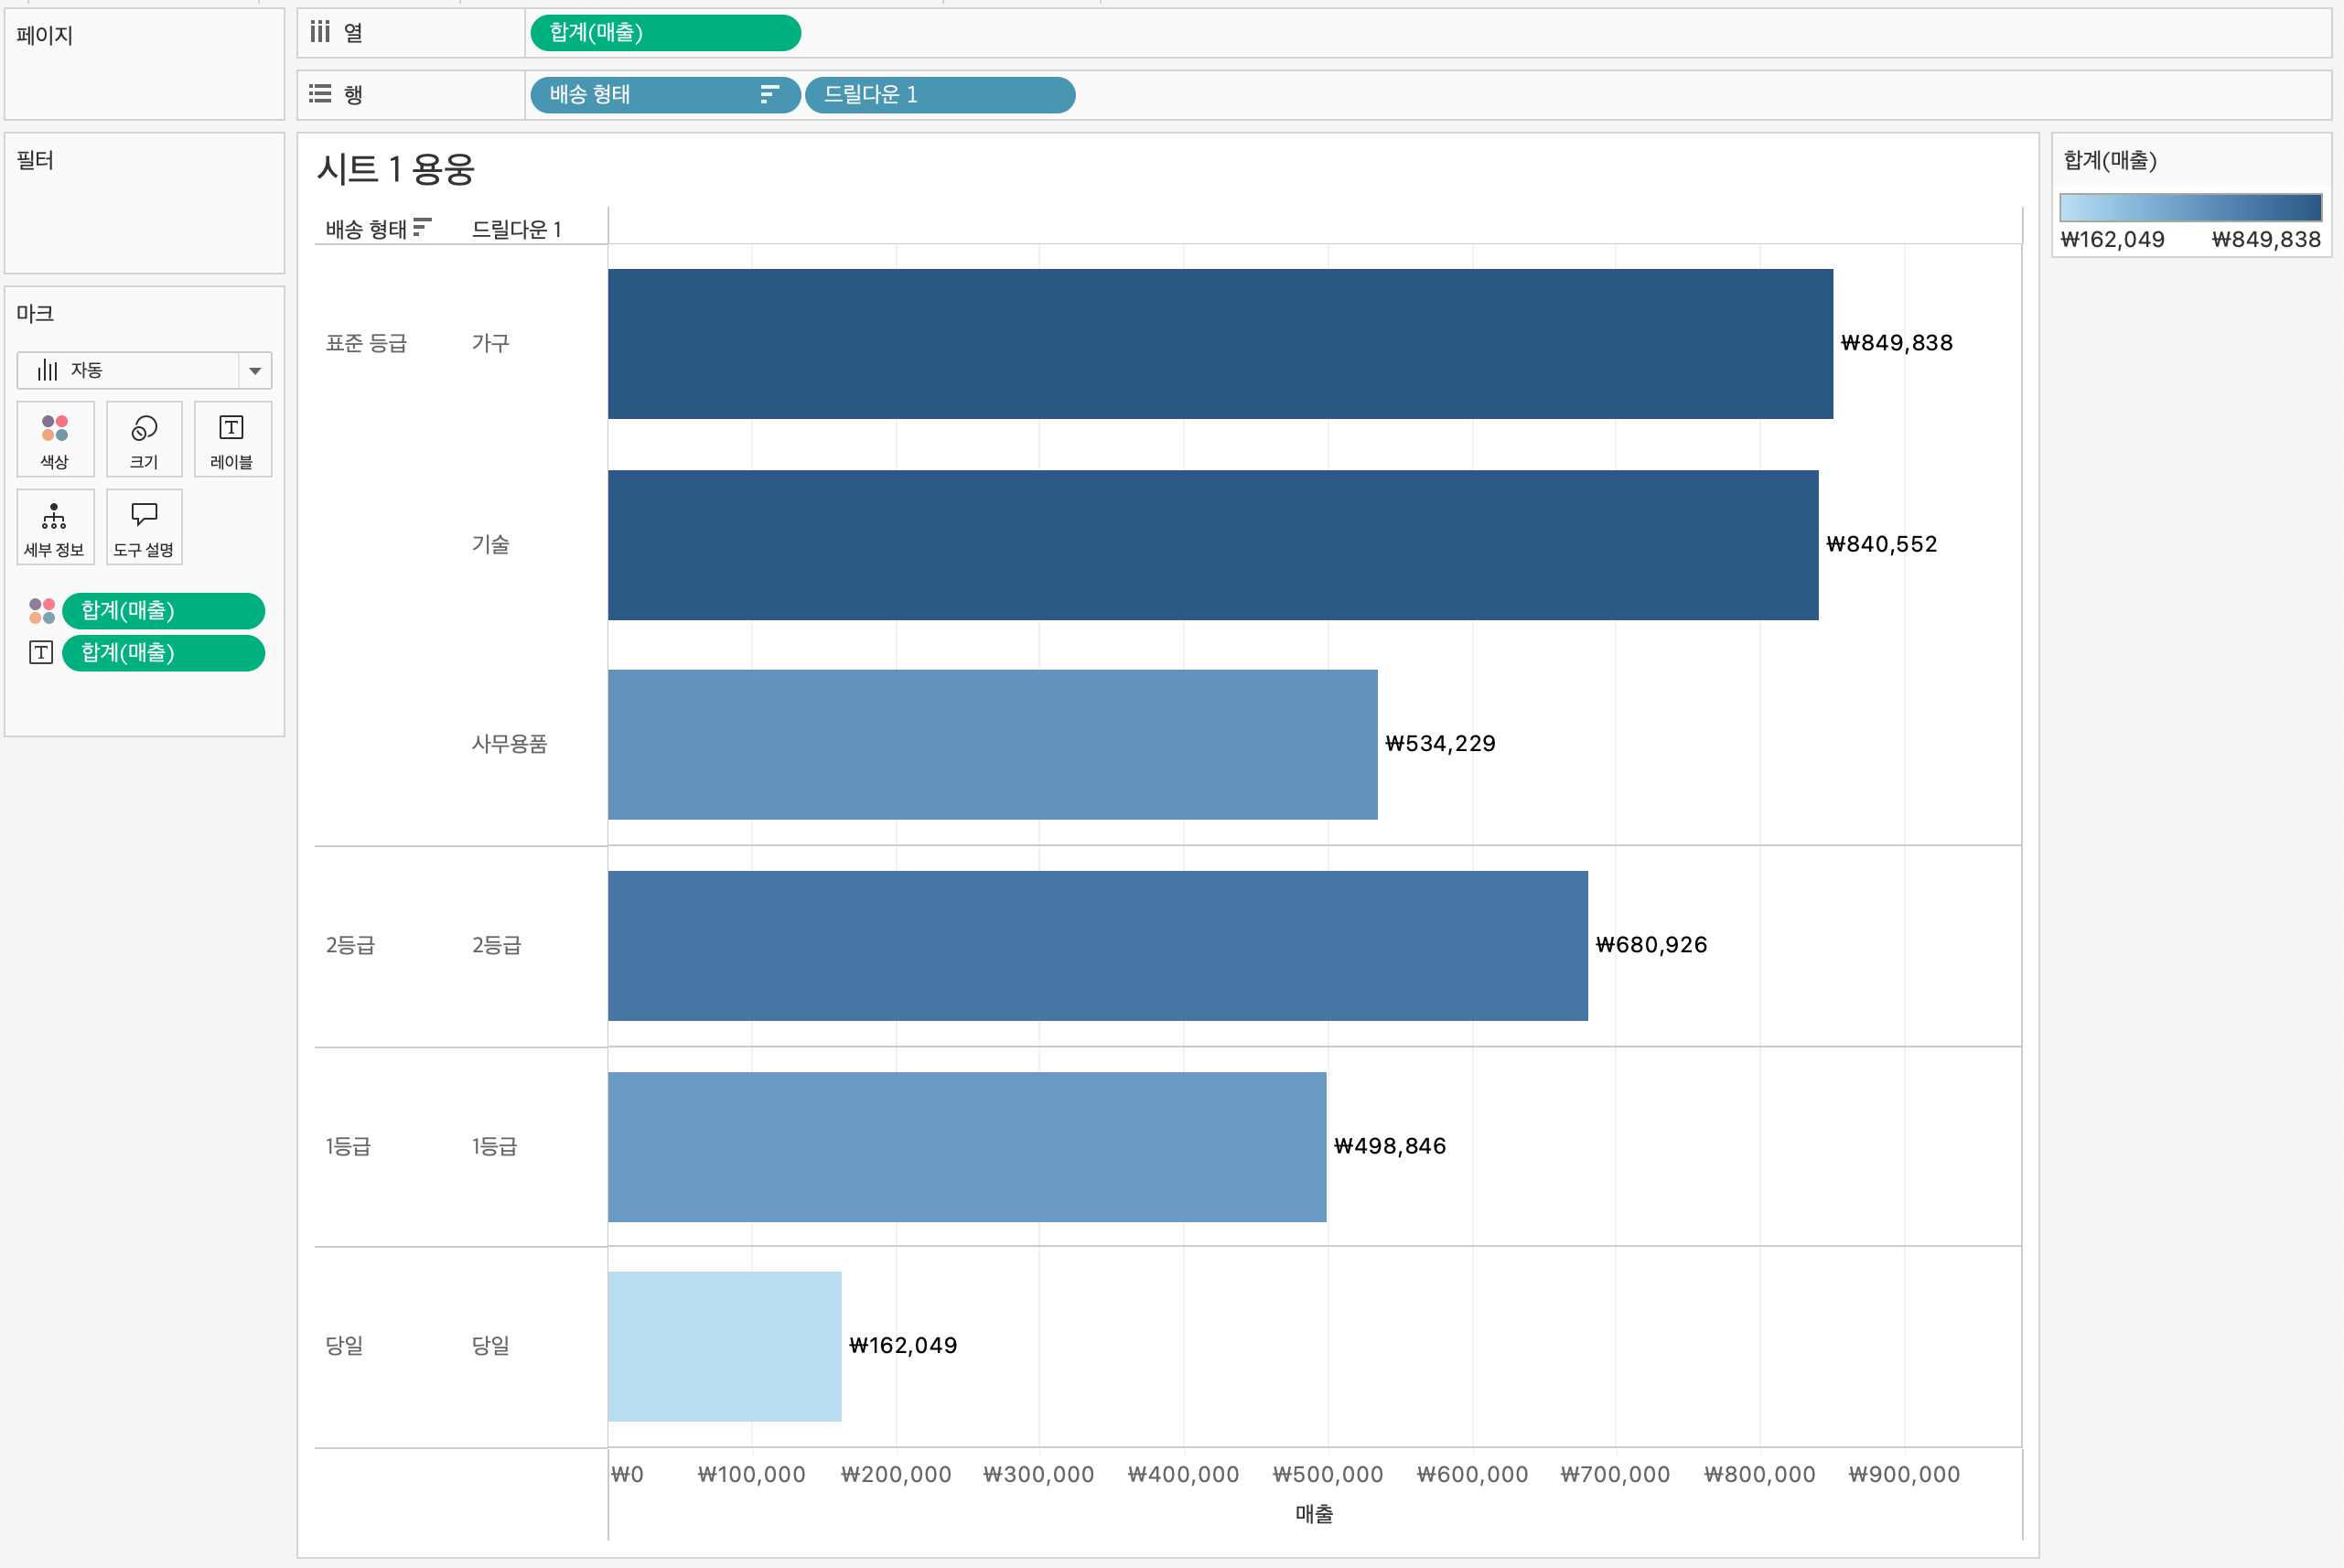 페이지
열
합계(매출)
행
배송 형태
드릴다운 1
필터
마크
자동
색상
크기
레이블
세부 정보
도구 설명
합계(매출)
합계(매출)
시트 1 용웅
배송 형태 드릴다운 1
표준 등급 가구 ₩849,838
기술 ₩840,552
사무용품 ₩534,229
2등급 2등급 ₩680,926
1등급 1등급 ₩498,846
당일 당일 ₩162,049
₩0 ₩100,000 ₩200,000 ₩300,000 ₩400,000 ₩500,000 ₩600,000 ₩700,000 ₩800,000 ₩900,000
매출
합계(매출)
₩162,049 ₩849,838